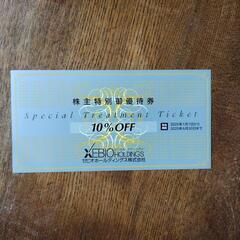 株主特別御優待券
Special Treatment Ticket
10%OFF
XEBIO HOLDINGS
ゼビオホールディングス株式会社